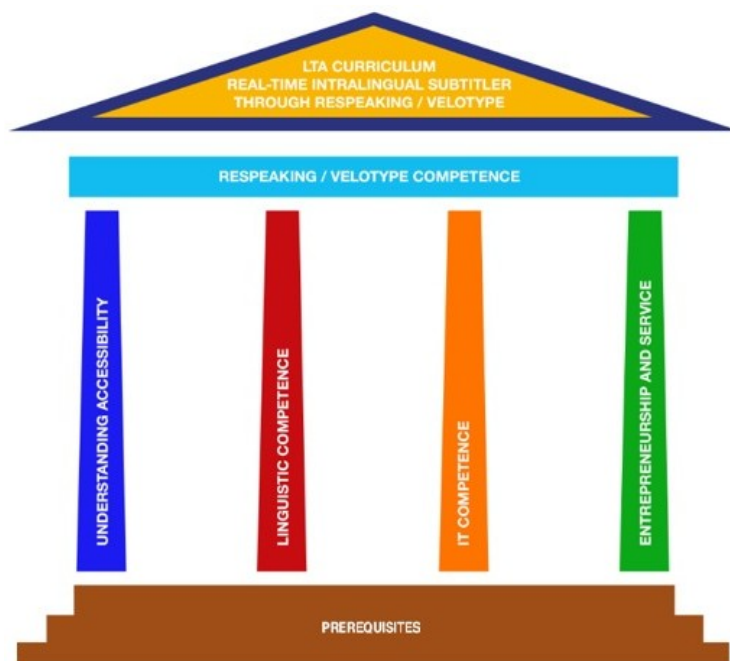 LTA CURRICULUM
REAL-TIME INTRALINGUAL SUBTITLER
THROUGH RESPEAKING / VELOTYPE
RESPEAKING / VELOTYPE COMPETENCE
UNDERSTANDING ACCESSIBILITY
LINGUISTIC COMPETENCE
IT COMPETENCE
ENTREPRENEURSHIP AND SERVICE
PREREQUISITES